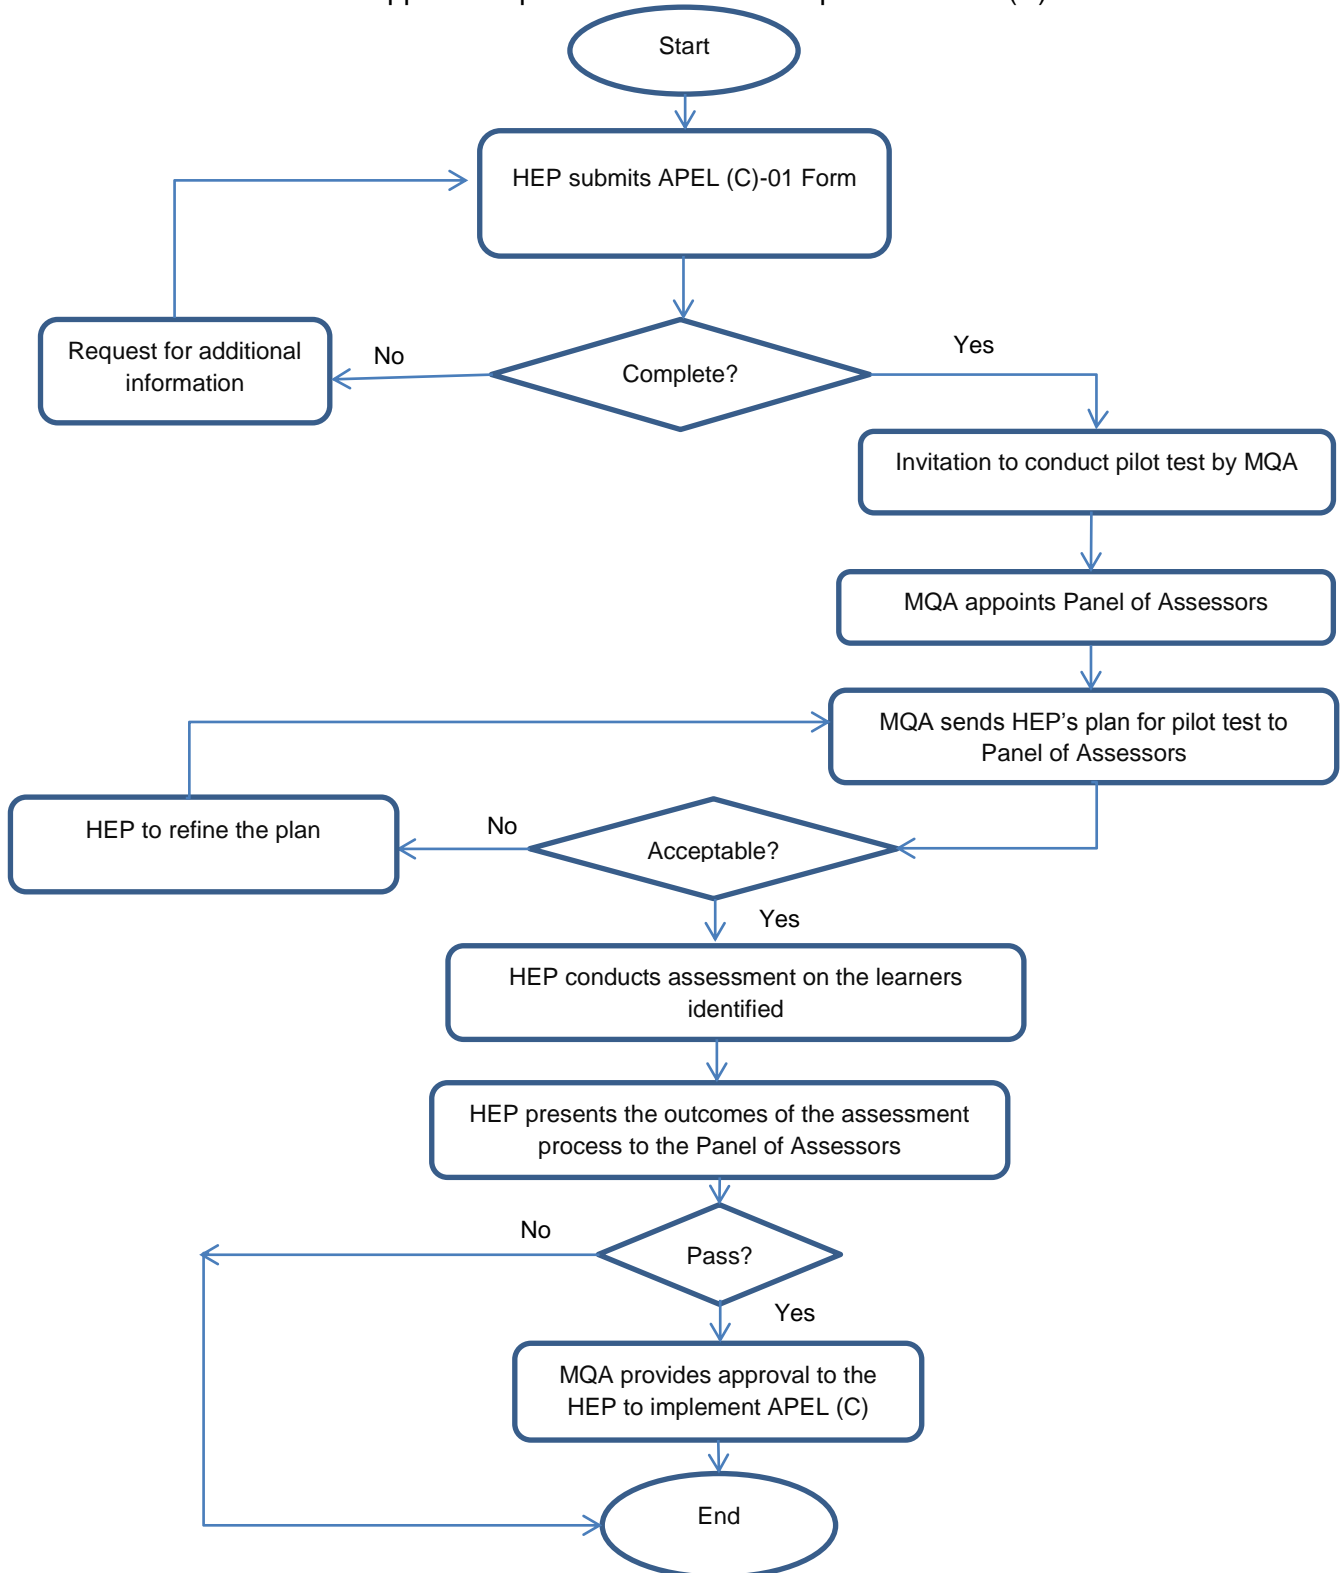 Start
HEP submits APEL (C)-01 Form
Request for additional
information
No
Complete?
Yes
Invitation to conduct pilot test by MQA
MQA appoints Panel of Assessors
MQA sends HEP’s plan for pilot test to
Panel of Assessors
HEP to refine the plan
No
Acceptable?
Yes
HEP conducts assessment on the learners
identified
HEP presents the outcomes of the assessment
process to the Panel of Assessors
No
Pass?
Yes
MQA provides approval to the
HEP to implement APEL (C)
End